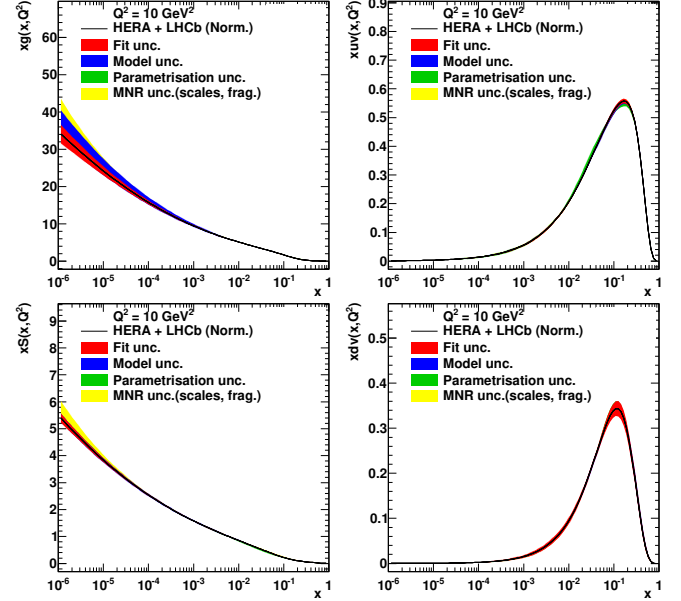 Q² = 10 GeV²
HERA + LHCb (Norm.)
Fit unc.
Model unc.
Parametrisation unc.
MNR unc.(scales, frag.)
xg(x,Q²)
60
50
40
30
20
10
0
10⁻⁶ 10⁻⁵ 10⁻⁴ 10⁻³ 10⁻² 10⁻¹ 1
x
Q² = 10 GeV²
HERA + LHCb (Norm.)
Fit unc.
Model unc.
Parametrisation unc.
MNR unc.(scales, frag.)
xuv(x,Q²)
0.9
0.8
0.7
0.6
0.5
0.4
0.3
0.2
0.1
0
10⁻⁶ 10⁻⁵ 10⁻⁴ 10⁻³ 10⁻² 10⁻¹ 1
x
Q² = 10 GeV²
HERA + LHCb (Norm.)
Fit unc.
Model unc.
Parametrisation unc.
MNR unc.(scales, frag.)
xS(x,Q²)
9
8
7
6
5
4
3
2
1
0
10⁻⁶ 10⁻⁵ 10⁻⁴ 10⁻³ 10⁻² 10⁻¹ 1
x
Q² = 10 GeV²
HERA + LHCb (Norm.)
Fit unc.
Model unc.
Parametrisation unc.
MNR unc.(scales, frag.)
xdv(x,Q²)
0.5
0.4
0.3
0.2
0.1
0
10⁻⁶ 10⁻⁵ 10⁻⁴ 10⁻³ 10⁻² 10⁻¹ 1
x